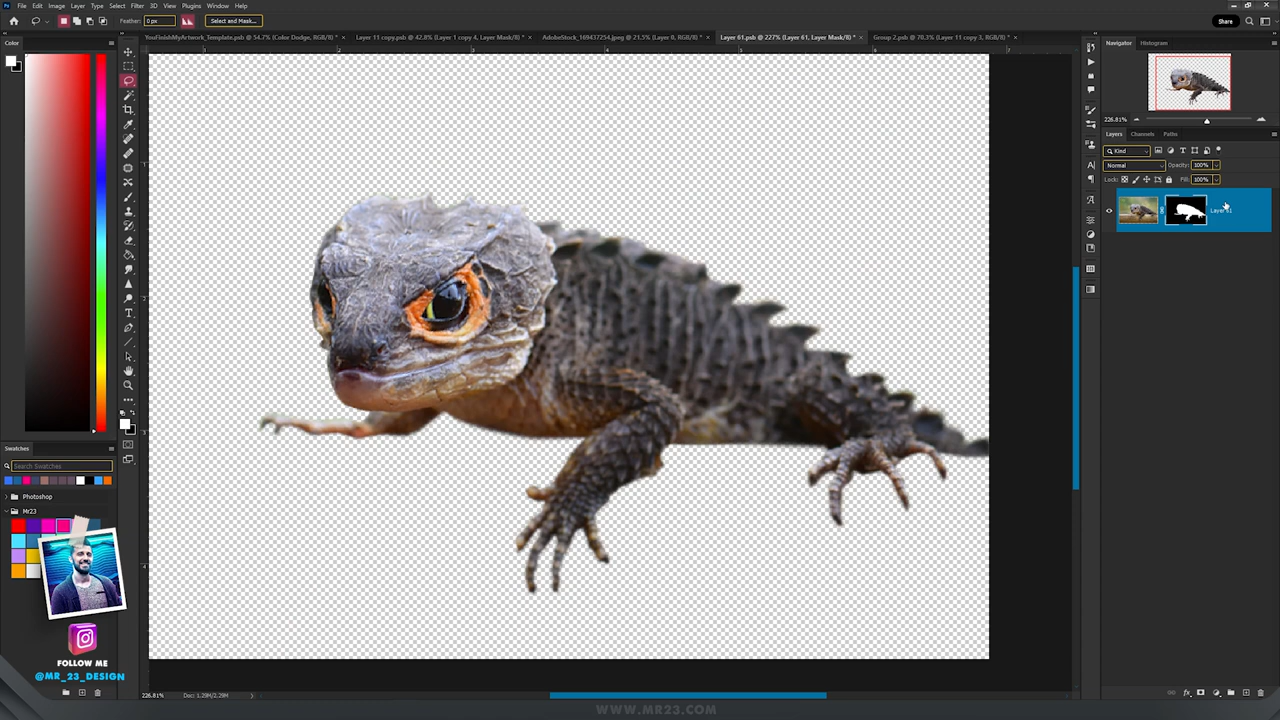 File Edit Image Layer Type Select Filter 3D View Plugins Window Help
Feather: 0 px Select and Mask... Share
Color
YouFinishMyArtwork_Template.psb @ 54.7% (Color Dodge, RGB/8) * × Layer 11 copy.psb @ 42.8% (Layer 1 copy 4, Layer Mask/8) * × AdobeStock_169437254.jpeg @ 21.5% (Layer 0, RGB/8) * × Layer 61.psb @ 227% (Layer 61, Layer Mask/8) * × Group 2.psb @ 78.3% (Layer 11 copy 3, RGB/8) * ×
Navigator Histogram
226.81%
Layers Channels Paths
Kind
Normal Opacity: 100%
Lock: Fill: 100%
Swatches
Search Swatches
Photoshop
Mr23
FOLLOW ME
@MR_23_DESIGN
226.81% Doc: 1.29M/2.29M
WWW.MR23.COM